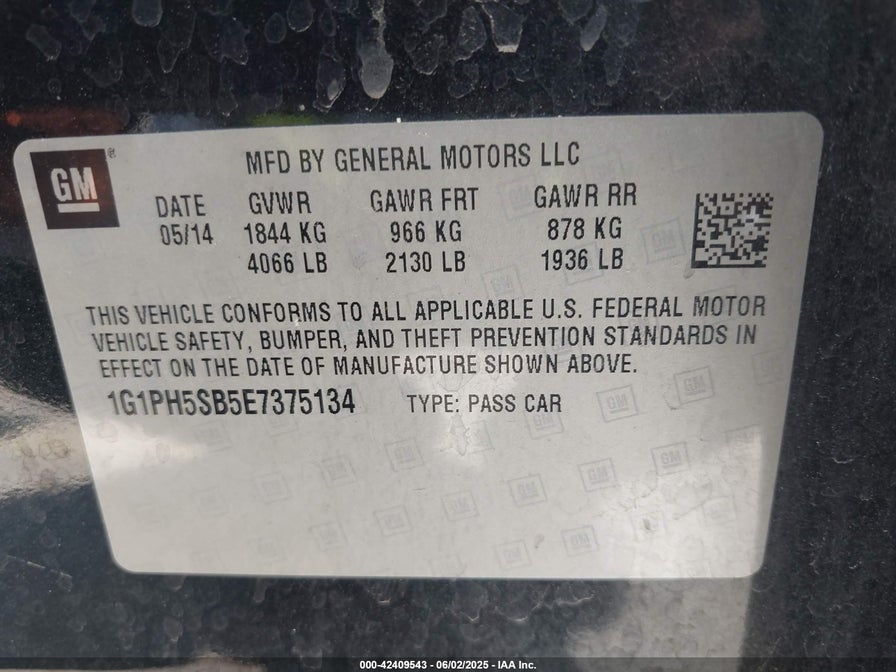 GM
MFD BY GENERAL MOTORS LLC
DATE GVWR GAWR FRT GAWR RR
05/14 1844 KG 966 KG 878 KG
4066 LB 2130 LB 1936 LB
THIS VEHICLE CONFORMS TO ALL APPLICABLE U.S. FEDERAL MOTOR
VEHICLE SAFETY, BUMPER, AND THEFT PREVENTION STANDARDS IN
EFFECT ON THE DATE OF MANUFACTURE SHOWN ABOVE.
1G1PH5SB5E7375134 TYPE: PASS CAR
000-42409543 - 06/02/2025 - IAA Inc.